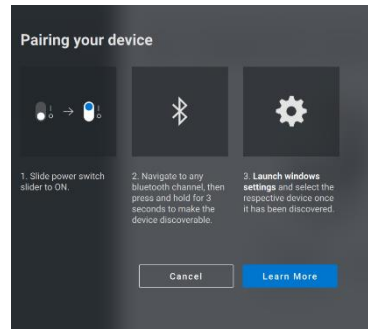 Pairing your device
1. Slide power switch
slider to ON.
2. Navigate to any
bluetooth channel, then
press and hold for 3
seconds to make the
device discoverable.
3. Launch windows
settings and select the
respective device once
it has been discovered.
Cancel
Learn More